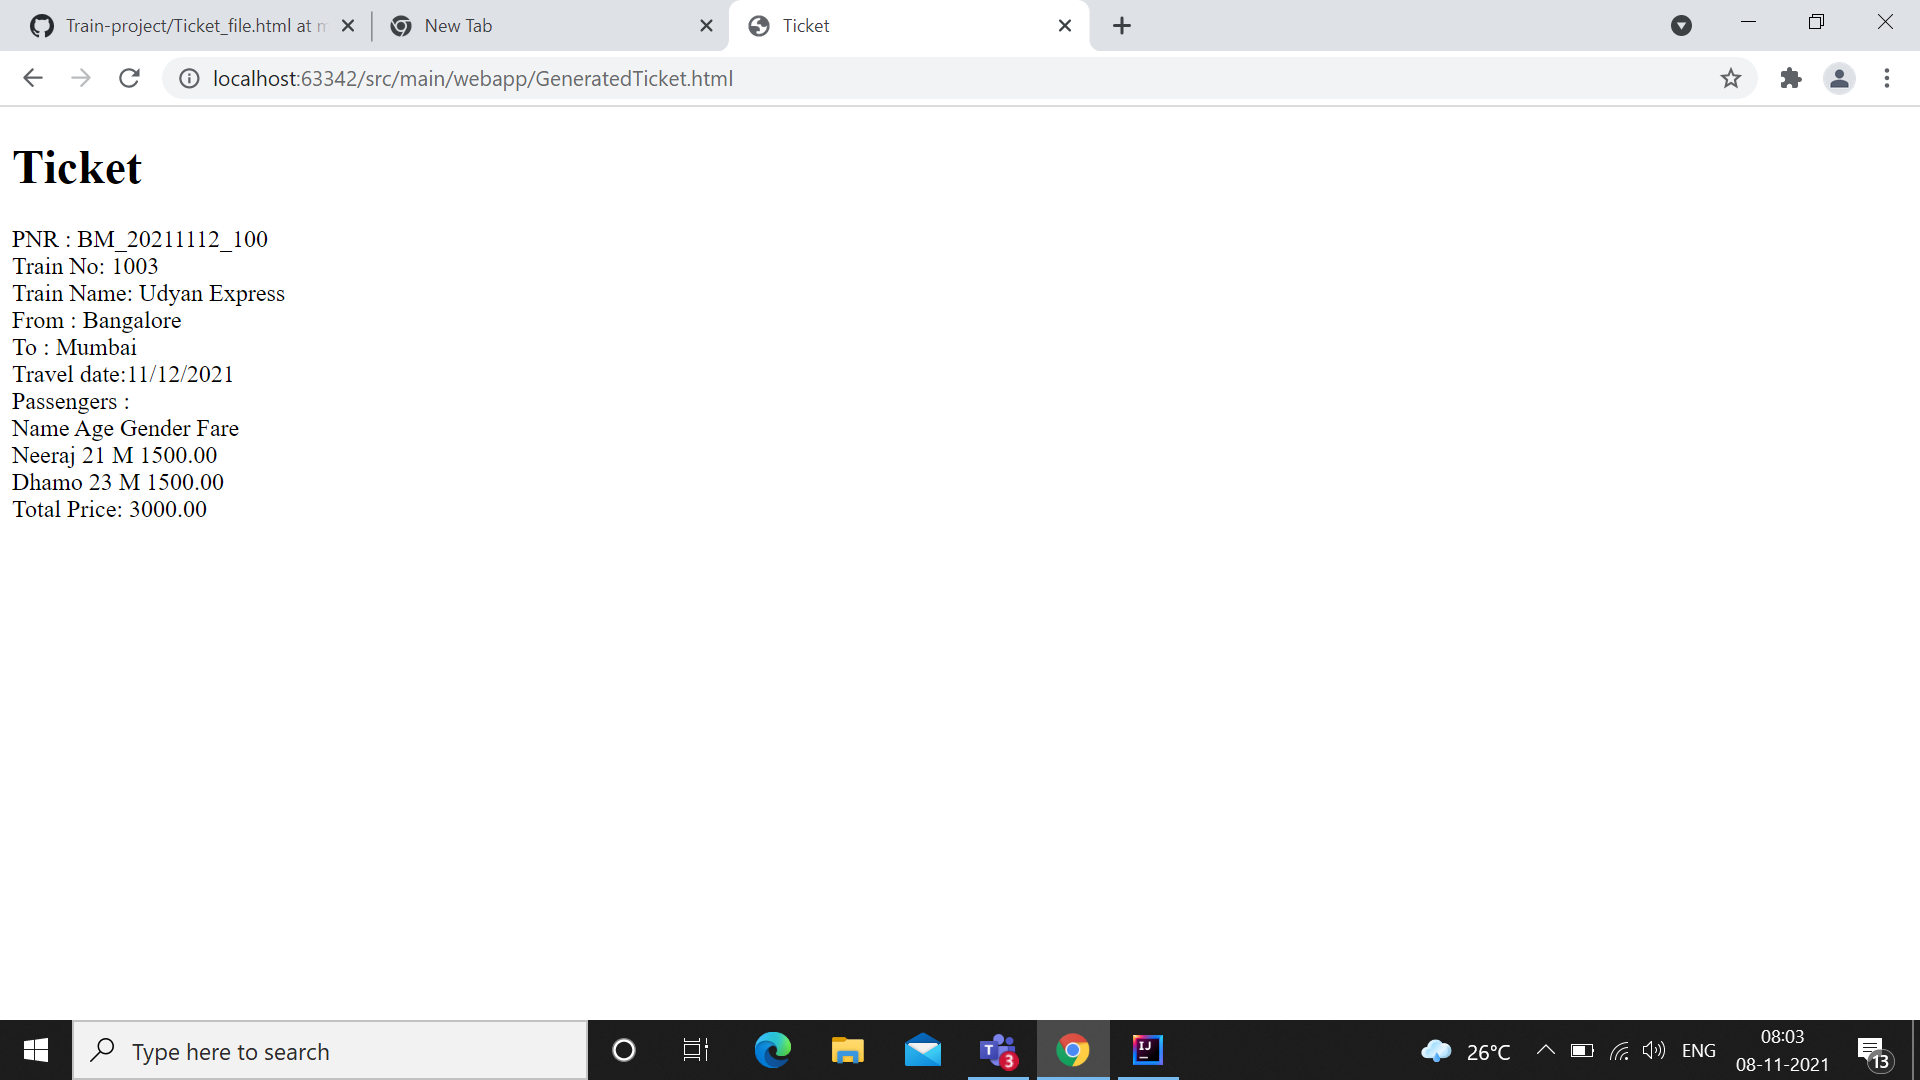 Train-project/Ticket_file.html at m
New Tab
Ticket
localhost:63342/src/main/webapp/GeneratedTicket.html
Ticket
PNR : BM_20211112_100
Train No: 1003
Train Name: Udyan Express
From : Bangalore
To : Mumbai
Travel date:11/12/2021
Passengers :
Name Age Gender Fare
Neeraj 21 M 1500.00
Dhamo 23 M 1500.00
Total Price: 3000.00
Type here to search
T 3
IJ
26°C
ENG
08:03
08-11-2021
13